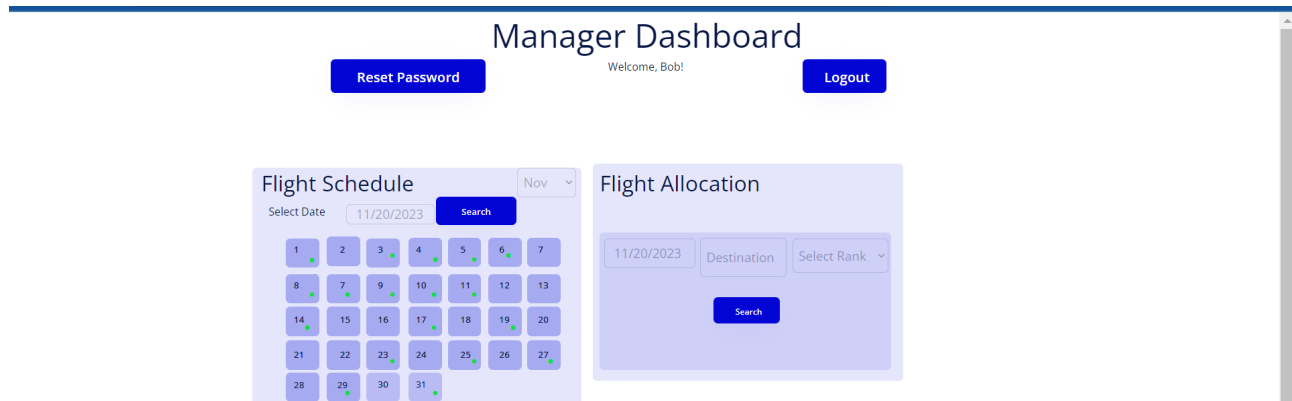 Manager Dashboard
Reset Password
Welcome, Bob!
Logout
Flight Schedule
Nov
Select Date
11/20/2023
Search
1 2 3 4 5 6 7
8 7 9 10 11 12 13
14 15 16 17 18 19 20
21 22 23 24 25 26 27
28 29 30 31
Flight Allocation
11/20/2023
Destination
Select Rank
Search